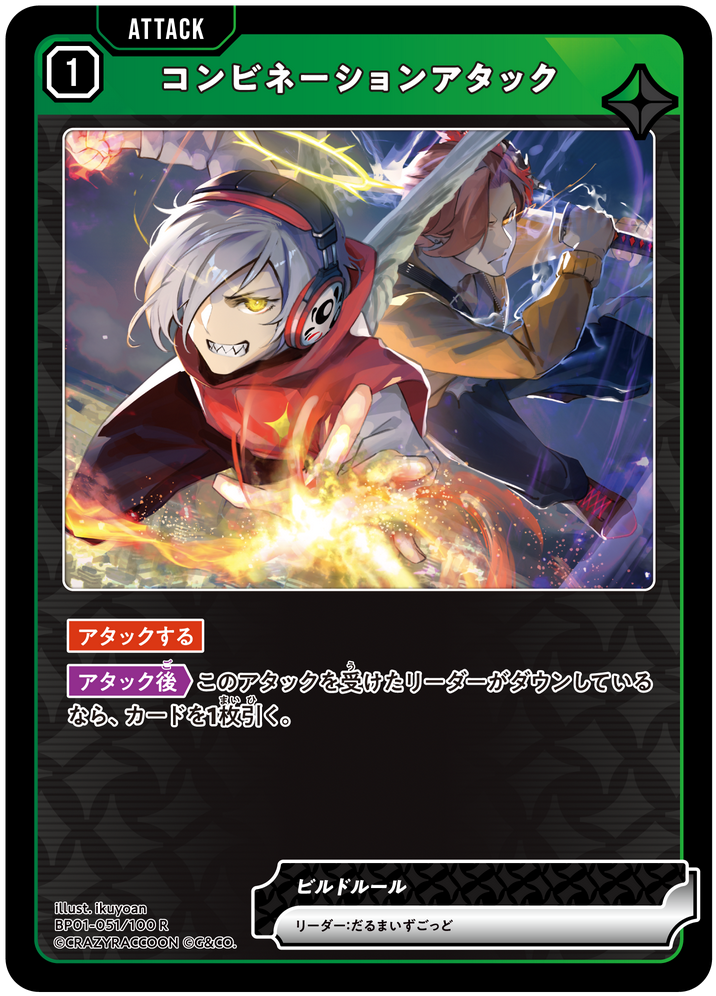 ATTACK
1
コンビネーションアタック
アタックする
アタック後 このアタックを受けたリーダーがダウンしている
なら、カードを1枚引く。
ビルドルール
リーダー:だるまいずごっど
illust. ikuyoan
BP01-051/100 R
©CRAZYRACCOON ©G&CO.